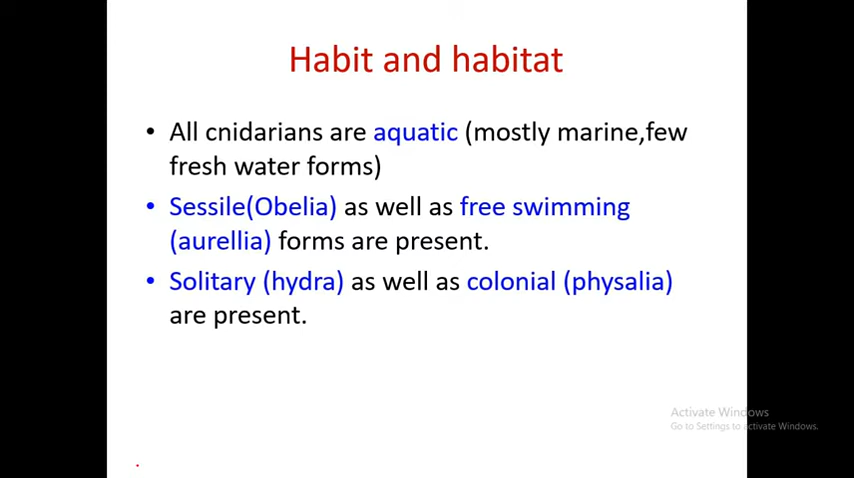 Habit and habitat
• All cnidarians are aquatic (mostly marine,few
fresh water forms)
• Sessile(Obelia) as well as free swimming
(aurellia) forms are present.
• Solitary (hydra) as well as colonial (physalia)
are present.
Activate Windows
Go to Settings to activate Windows.